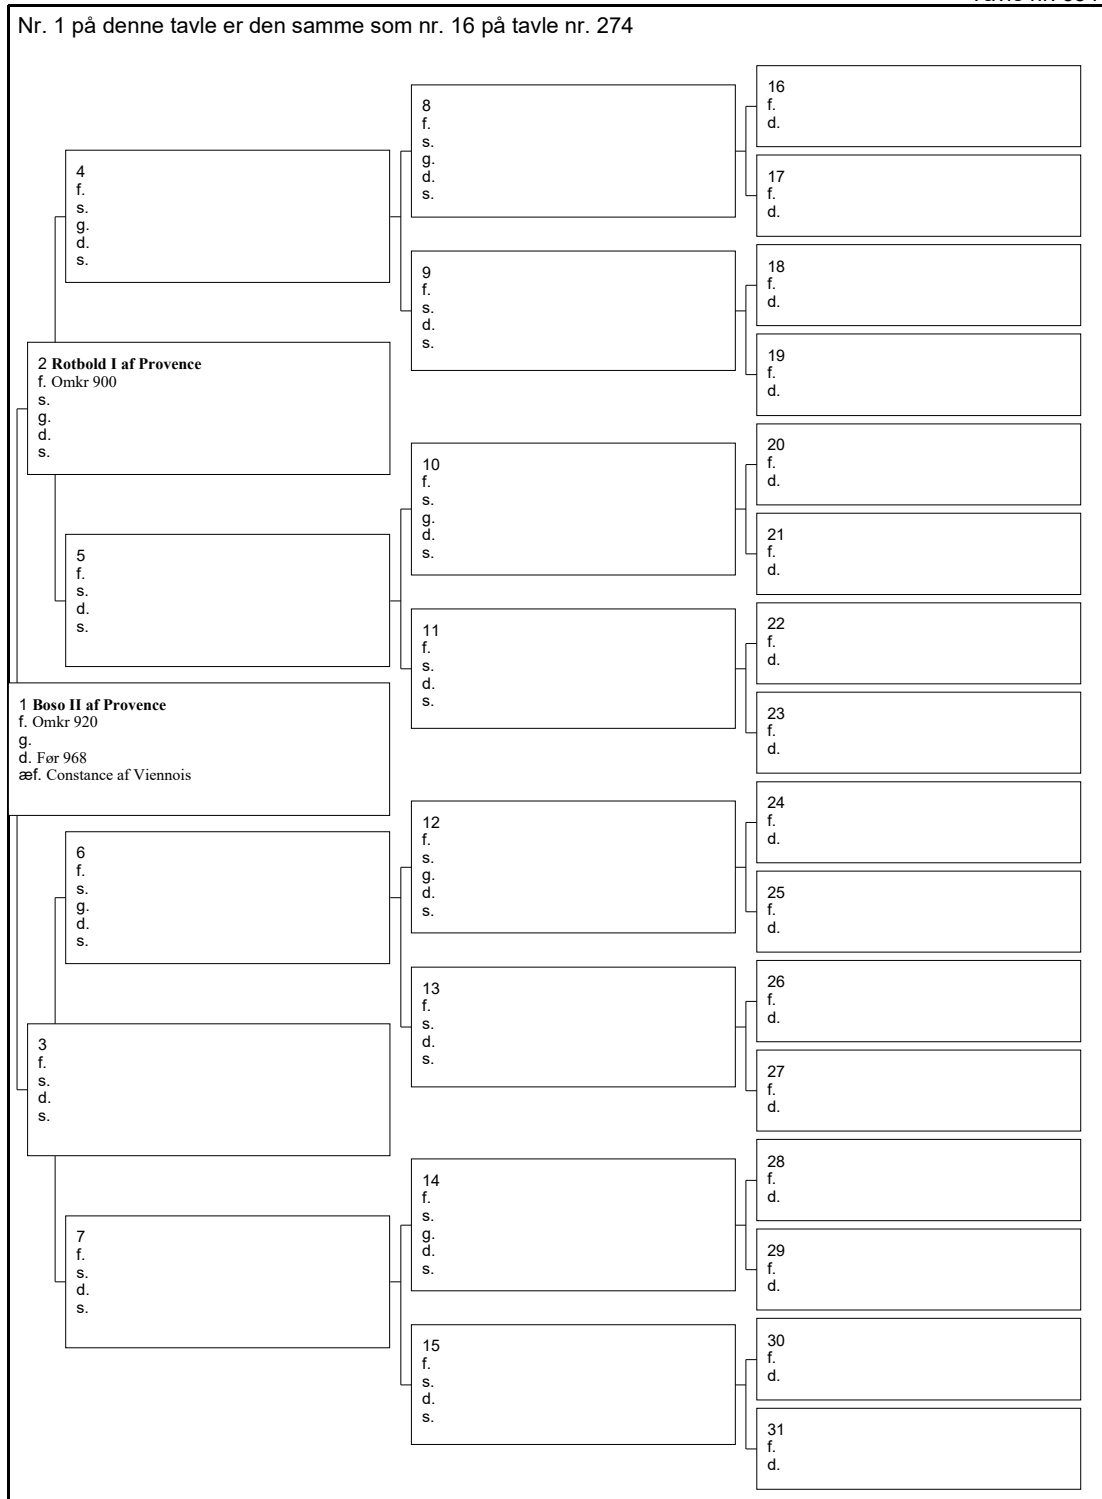 Nr. 1 på denne tavle er den samme som nr. 16 på tavle nr. 274
16
f.
d.
8
f.
s.
g.
d.
s.
17
f.
d.
4
f.
s.
g.
d.
s.
18
f.
d.
9
f.
s.
d.
s.
19
f.
d.
2 Rotbold I af Provence
f. Omkr 900
s.
g.
d.
s.
20
f.
d.
10
f.
s.
g.
d.
s.
21
f.
d.
5
f.
s.
d.
s.
22
f.
d.
11
f.
s.
d.
s.
23
f.
d.
1 Boso II af Provence
f. Omkr 920
g.
d. Før 968
æf. Constance af Viennois
24
f.
d.
12
f.
s.
g.
d.
s.
25
f.
d.
6
f.
s.
g.
d.
s.
26
f.
d.
13
f.
s.
d.
s.
27
f.
d.
3
f.
s.
d.
s.
28
f.
d.
14
f.
s.
g.
d.
s.
29
f.
d.
7
f.
s.
d.
s.
30
f.
d.
15
f.
s.
d.
s.
31
f.
d.